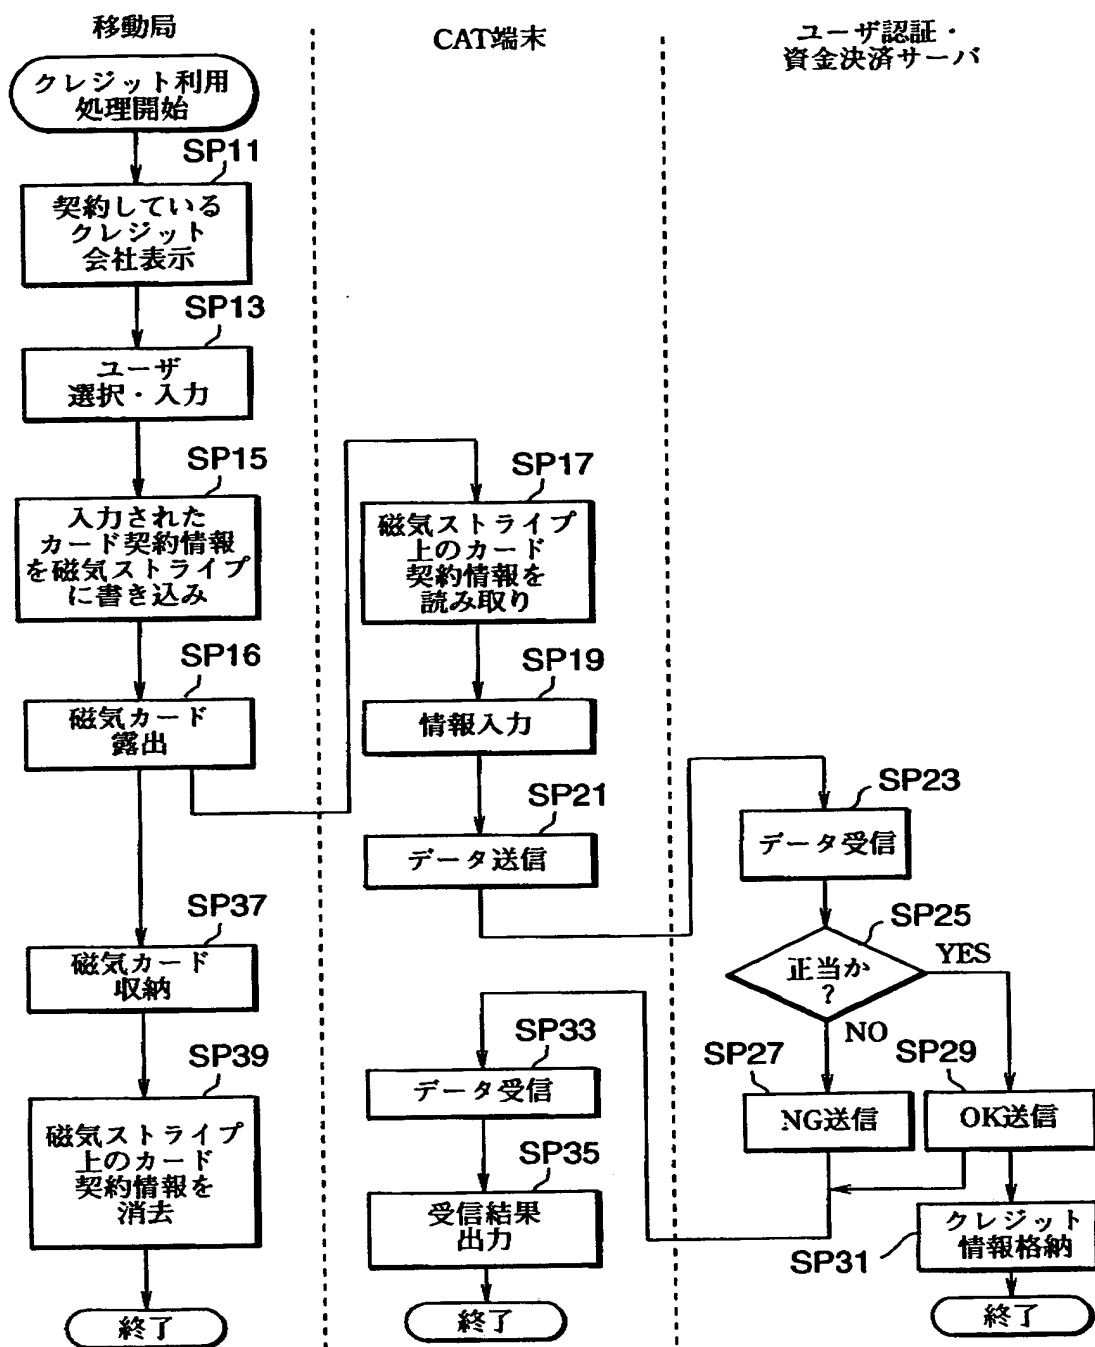 移動局
クレジット利用
処理開始
SP11
契約している
クレジット
会社表示
SP13
ユーザ
選択・入力
SP15
入力された
カード契約情報
を磁気ストライプ
に書き込み
SP16
磁気カード
露出
SP37
磁気カード
収納
SP39
磁気ストライプ
上のカード
契約情報を
消去
終了
CAT端末
SP17
磁気ストライプ
上のカード
契約情報を
読み取り
SP19
情報入力
SP21
データ送信
SP33
データ受信
SP35
受信結果
出力
終了
ユーザ認証・
資金決済サーバ
SP23
データ受信
SP25
正当か
?
YES
NO
SP27
NG送信
SP29
OK送信
SP31
クレジット
情報格納
終了